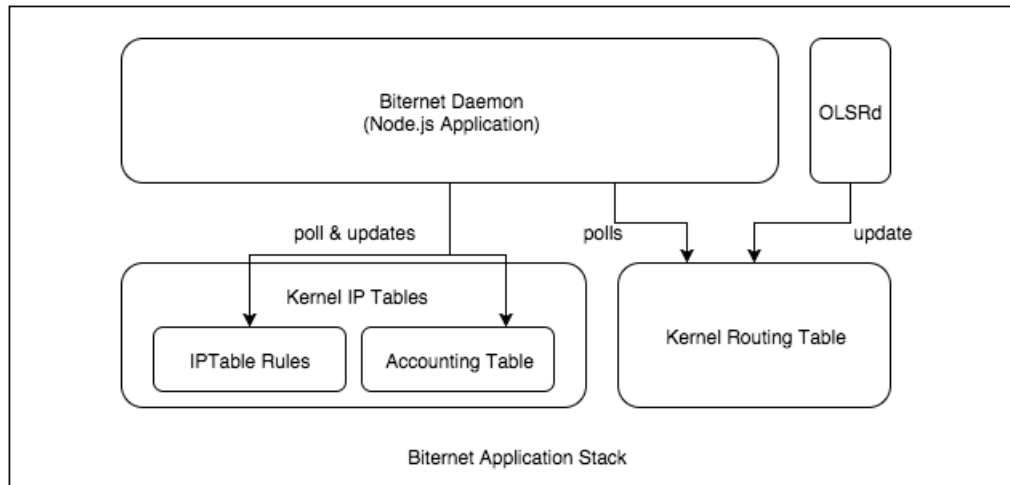 Biternet Daemon
(Node.js Application)
OLSRd
poll & updates
polls
update
Kernel IP Tables
IPTable Rules
Accounting Table
Kernel Routing Table
Biternet Application Stack